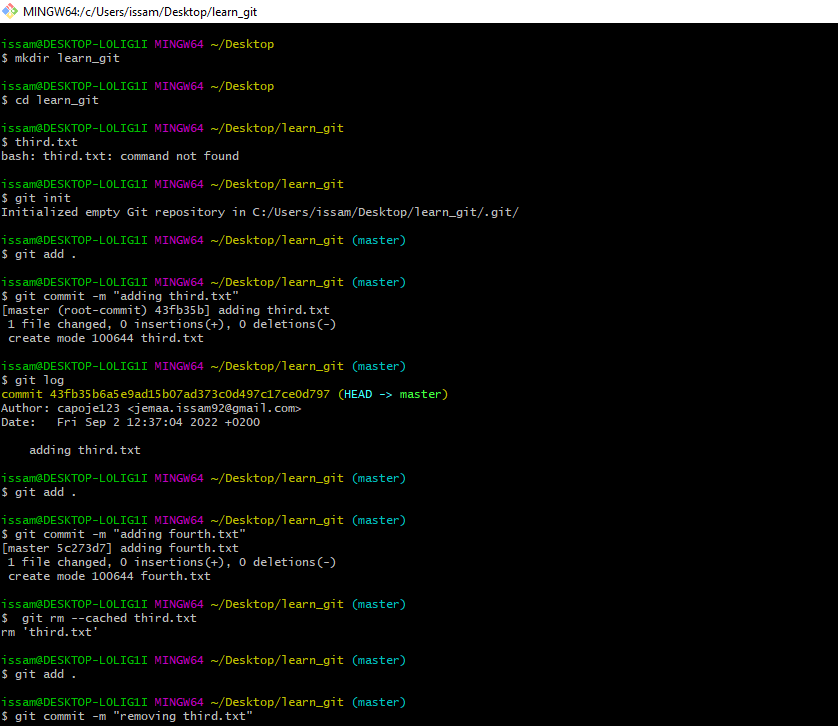 MINGW64:/c/Users/issam/Desktop/learn_git
issam@DESKTOP-LOLIG1I MINGW64 ~/Desktop
$ mkdir learn_git
issam@DESKTOP-LOLIG1I MINGW64 ~/Desktop
$ cd learn_git
issam@DESKTOP-LOLIG1I MINGW64 ~/Desktop/learn_git
$ third.txt
bash: third.txt: command not found
issam@DESKTOP-LOLIG1I MINGW64 ~/Desktop/learn_git
$ git init
Initialized empty Git repository in C:/Users/issam/Desktop/learn_git/.git/
issam@DESKTOP-LOLIG1I MINGW64 ~/Desktop/learn_git (master)
$ git add .
issam@DESKTOP-LOLIG1I MINGW64 ~/Desktop/learn_git (master)
$ git commit -m "adding third.txt"
[master (root-commit) 43fb35b] adding third.txt
 1 file changed, 0 insertions(+), 0 deletions(-)
 create mode 100644 third.txt
issam@DESKTOP-LOLIG1I MINGW64 ~/Desktop/learn_git (master)
$ git log
commit 43fb35b6a5e9ad15b07ad373c0d497c17ce0d797 (HEAD -> master)
Author: capoje123 <jemaa.issam92@gmail.com>
Date:   Fri Sep 2 12:37:04 2022 +0200
    adding third.txt
issam@DESKTOP-LOLIG1I MINGW64 ~/Desktop/learn_git (master)
$ git add .
issam@DESKTOP-LOLIG1I MINGW64 ~/Desktop/learn_git (master)
$ git commit -m "adding fourth.txt"
[master 5c273d7] adding fourth.txt
 1 file changed, 0 insertions(+), 0 deletions(-)
 create mode 100644 fourth.txt
issam@DESKTOP-LOLIG1I MINGW64 ~/Desktop/learn_git (master)
$  git rm --cached third.txt
rm 'third.txt'
issam@DESKTOP-LOLIG1I MINGW64 ~/Desktop/learn_git (master)
$ git add .
issam@DESKTOP-LOLIG1I MINGW64 ~/Desktop/learn_git (master)
$ git commit -m "removing third.txt"